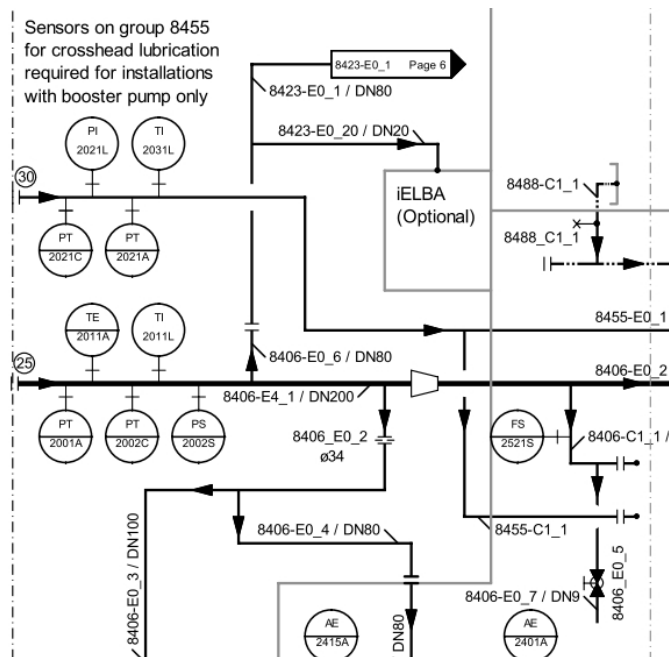 Sensors on group 8455
for crosshead lubrication
required for installations
with booster pump only
8423-E0_1 Page 6
8423-E0_1 / DN80
8423-E0_20 / DN20
PI
2021L
TI
2031L
30
PT
2021C
PT
2021A
iELBA
(Optional)
8488-C1_1
8488_C1_1
8455-E0_1
TE
2011A
TI
2011L
8406-E0_6 / DN80
25
8406-E0_2
8406-E4_1 / DN200
PT
2001A
PT
2002C
PS
2002S
8406_E0_2
ø34
FS
2521S
8406-C1_1 /
8406-E0_4 / DN80
8455-C1_1
8406-E0_3 / DN100
8406-E0_7 / DN9
8406_E0_5
DN80
AE
2415A
AE
2401A